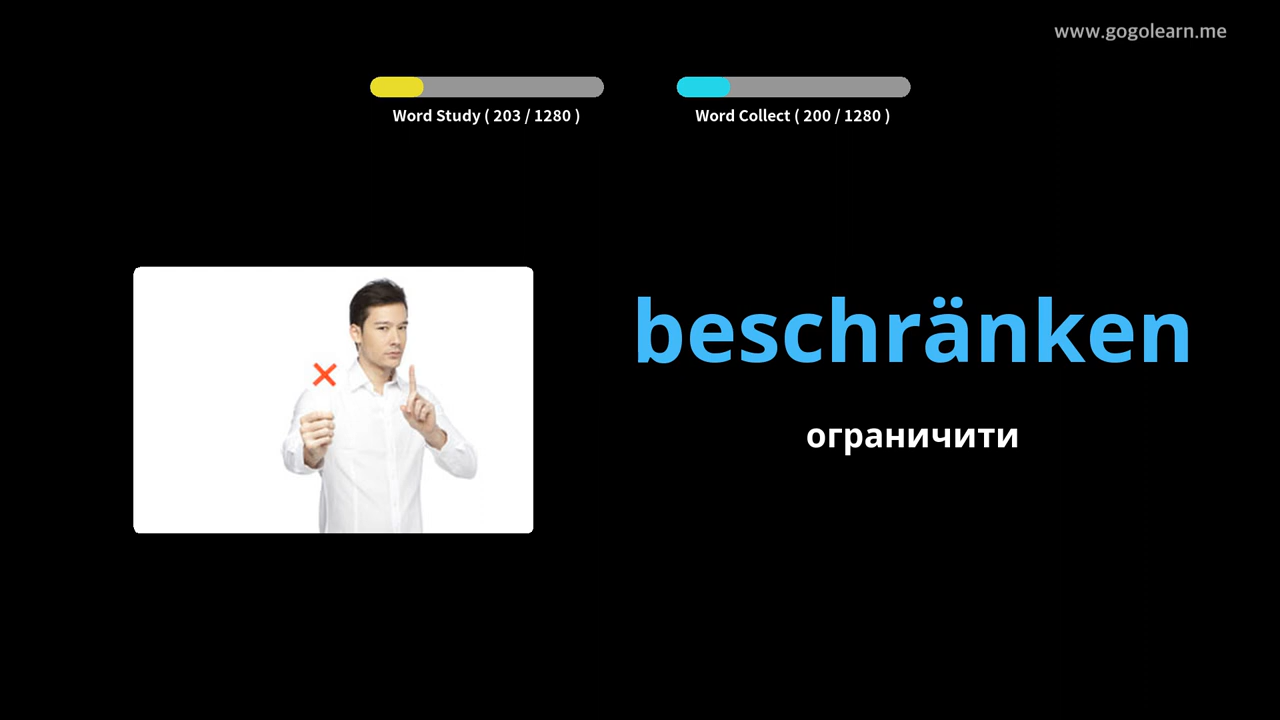 www.gogolearn.me
Word Study ( 203 / 1280 )
Word Collect ( 200 / 1280 )
beschränken
ограничити